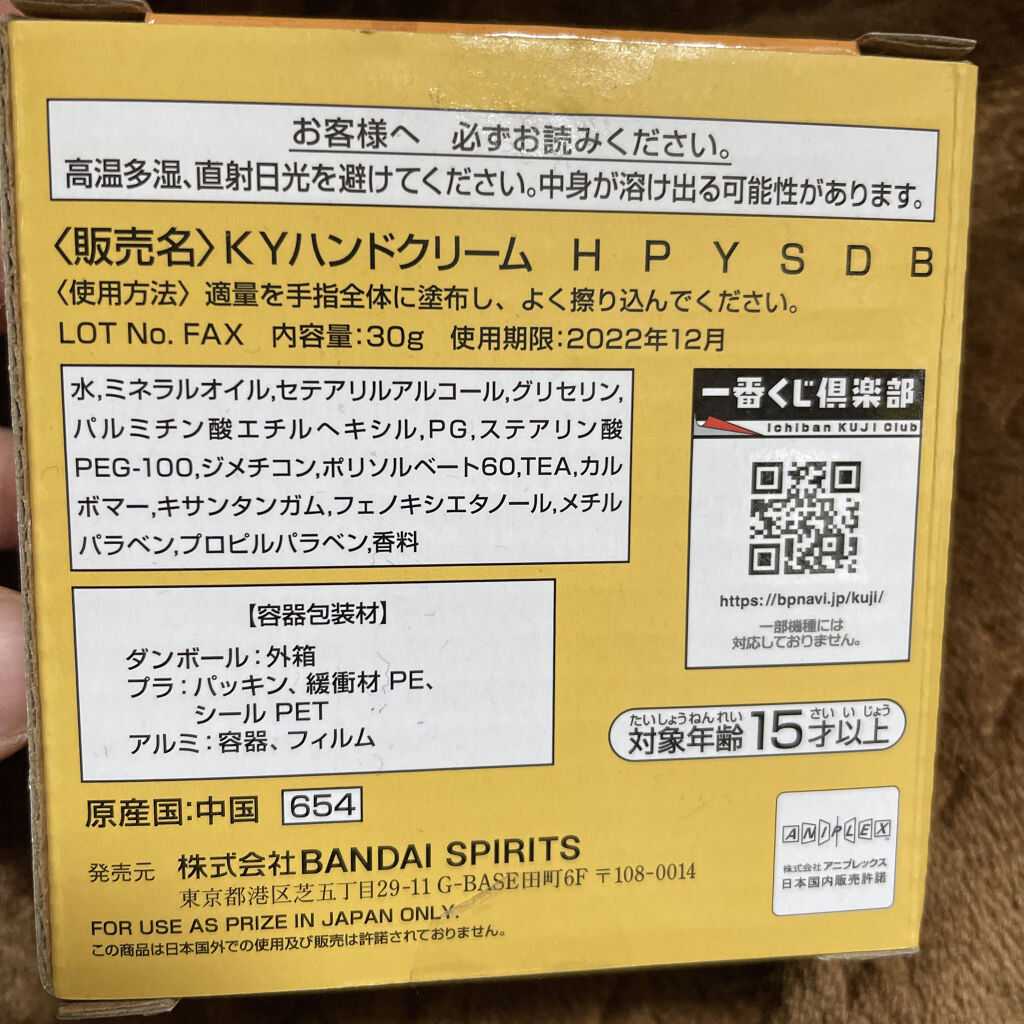 お客様へ 必ずお読みください。
高温多湿、直射日光を避けてください。中身が溶け出る可能性があります。
〈販売名〉KYハンドクリーム H P Y S D B
〈使用方法〉適量を手指全体に塗布し、よく擦り込んでください。
LOT No. FAX 内容量:30g 使用期限:2022年12月
水,ミネラルオイル,セテアリルアルコール,グリセリン,
パルミチン酸エチルヘキシル,PG,ステアリン酸
PEG-100,ジメチコン,ポリソルベート60,TEA,カル
ボマー,キサンタンガム,フェノキシエタノール,メチル
パラベン,プロピルパラベン,香料
一番くじ倶楽部
Ichiban KUJI Club
https://bpnavi.jp/kuji/
一部機種には
対応しておりません。
【容器包装材】
ダンボール:外箱
プラ:パッキン、緩衝材 PE、
シール PET
アルミ:容器、フィルム
たいしょうねんれい さい いじょう
対象年齢 15才以上
原産国:中国 654
発売元 株式会社BANDAI SPIRITS
東京都港区芝五丁目29-11 G-BASE田町6F 〒108-0014
FOR USE AS PRIZE IN JAPAN ONLY.
この商品は日本国外での使用及び販売は許諾されておりません。
ANIPLEX
株式会社 アニプレックス
日本国内販売許諾